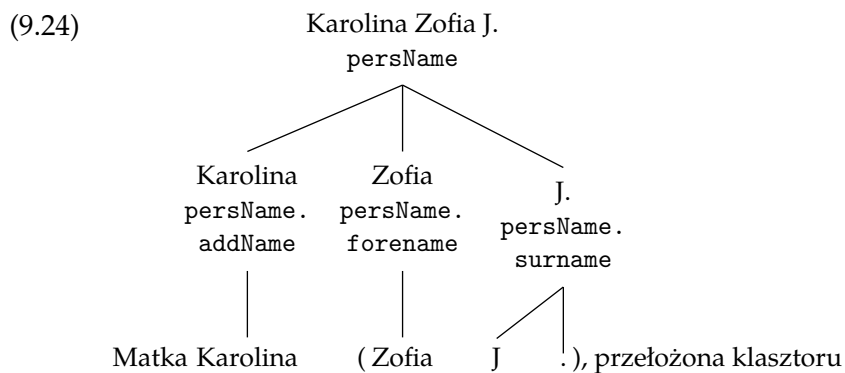 (9.24) Karolina Zofia J.
persName
Karolina Zofia J.
persName. persName. persName.
addName forename surname
Matka Karolina ( Zofia J . ), przełożona klasztoru